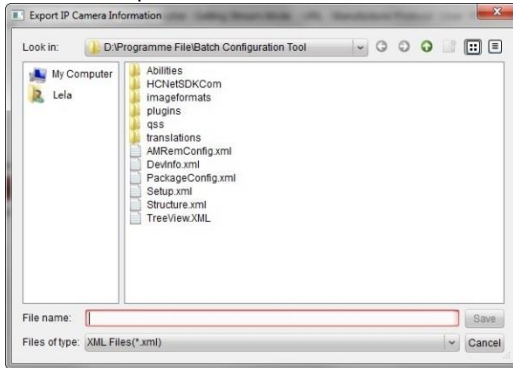 Export IP Camera Information
Look in: D:\Programme File\Batch Configuration Tool
My Computer
Lela
Abilities
HCNetSDKCom
imageformats
plugins
qss
translations
AMRemConfig.xml
DevInfo.xml
PackageConfig.xml
Setup.xml
Structure.xml
TreeView.XML
File name: Save
Files of type: XML Files(*.xml) Cancel